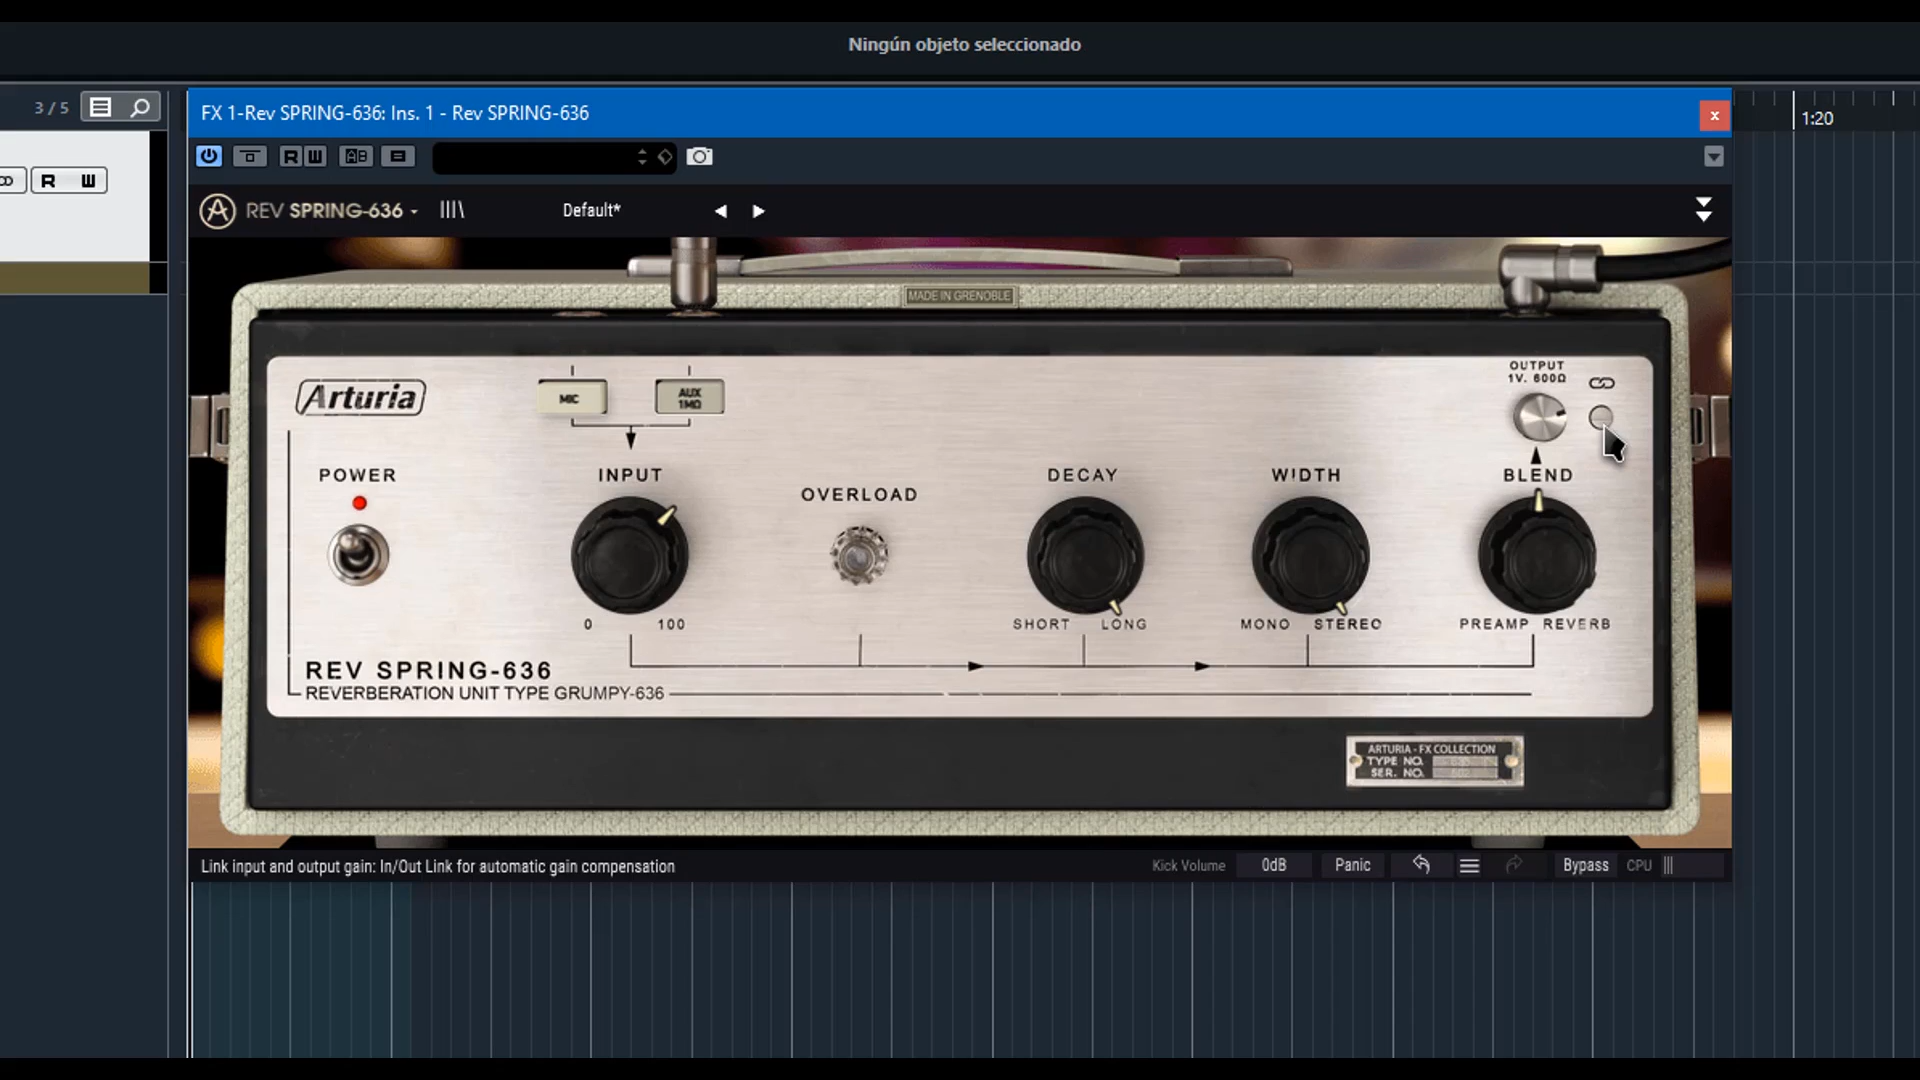 Ningún objeto seleccionado
3 / 5
FX 1-Rev SPRING-636: Ins. 1 - Rev SPRING-636
x
1:20
R W
R W
REV SPRING-636
Default*
MADE IN GRENOBLE
Arturia
MIC
AUX
1MΩ
OUTPUT
1V. 600Ω
POWER
INPUT
OVERLOAD
DECAY
WIDTH
BLEND
0 100
SHORT LONG
MONO STEREO
PREAMP REVERB
REV SPRING-636
REVERBERATION UNIT TYPE GRUMPY-636
ARTURIA - FX COLLECTION
TYPE NO.
SER. NO.
Link input and output gain: In/Out Link for automatic gain compensation
Kick Volume 0dB Panic Bypass CPU